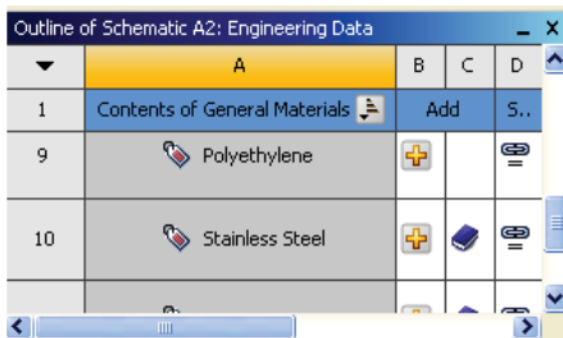 Outline of Schematic A2: Engineering Data
A B C D
1 Contents of General Materials Add S..
9 Polyethylene
10 Stainless Steel